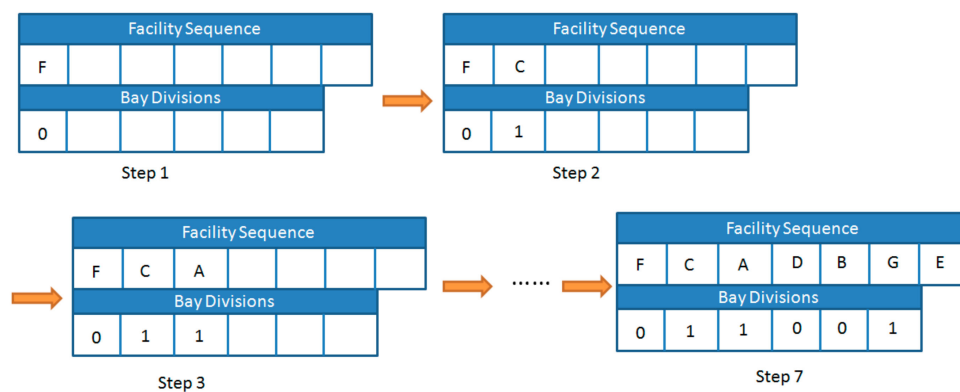 Facility Sequence Facility Sequence
F F C
Bay Divisions Bay Divisions
0 0 1
Step 1 Step 2
Facility Sequence Facility Sequence
F C A F C A D B G E
Bay Divisions ...... Bay Divisions
0 1 1 0 1 1 0 0 1
Step 3 Step 7